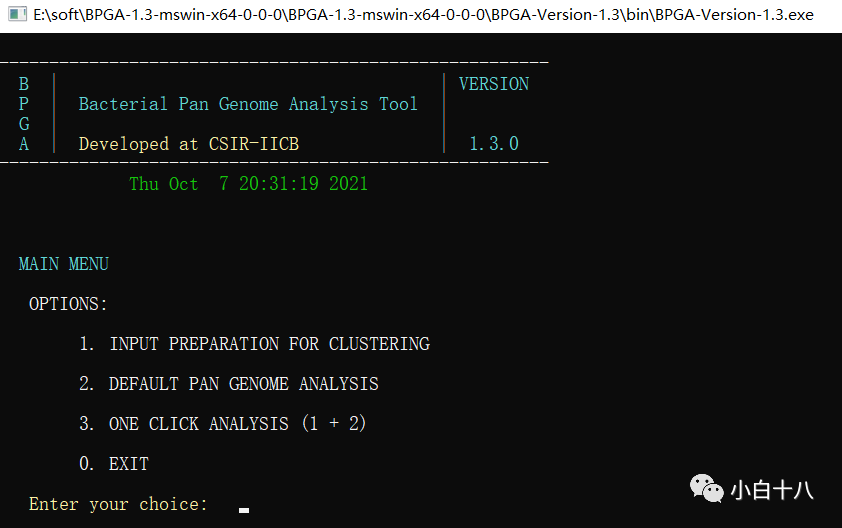 E:\soft\BPGA-1.3-mswin-x64-0-0-0\BPGA-1.3-mswin-x64-0-0-0\BPGA-Version-1.3\bin\BPGA-Version-1.3.exe
B | | VERSION
P | Bacterial Pan Genome Analysis Tool |
G | |
A | Developed at CSIR-IICB | 1.3.0
Thu Oct  7 20:31:19 2021
MAIN MENU
OPTIONS:
1. INPUT PREPARATION FOR CLUSTERING
2. DEFAULT PAN GENOME ANALYSIS
3. ONE CLICK ANALYSIS (1 + 2)
0. EXIT
Enter your choice:
小白十八